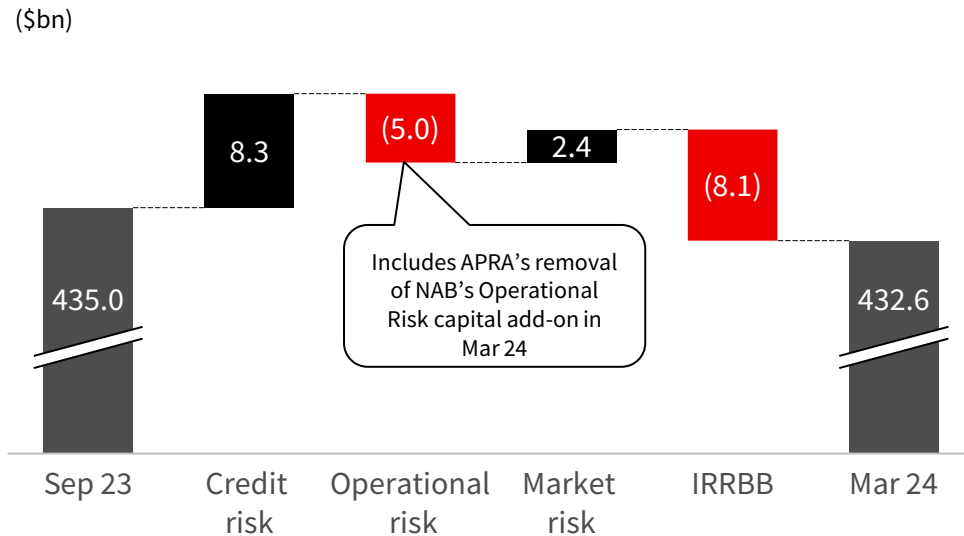 ($bn)
435.0
8.3
(5.0)
2.4
(8.1)
432.6
Includes APRA’s removal
of NAB’s Operational
Risk capital add-on in
Mar 24
Sep 23
Credit
risk
Operational
risk
Market
risk
IRRBB
Mar 24